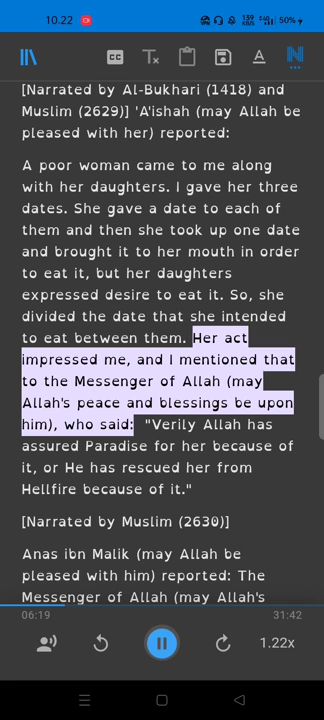 10.22
139
KB/s
50%
CC
Tx
A
N
[Narrated by Al-Bukhari (1418) and
Muslim (2629)] 'A'ishah (may Allah be
pleased with her) reported:
A poor woman came to me along
with her daughters. I gave her three
dates. She gave a date to each of
them and then she took up one date
and brought it to her mouth in order
to eat it, but her daughters
expressed desire to eat it. So, she
divided the date that she intended
to eat between them. Her act
impressed me, and I mentioned that
to the Messenger of Allah (may
Allah's peace and blessings be upon
him), who said: "Verily Allah has
assured Paradise for her because of
it, or He has rescued her from
Hellfire because of it."
[Narrated by Muslim (2630)]
Anas ibn Malik (may Allah be
pleased with him) reported: The
Messenger of Allah (may Allah's
06:19
31:42
1.22x